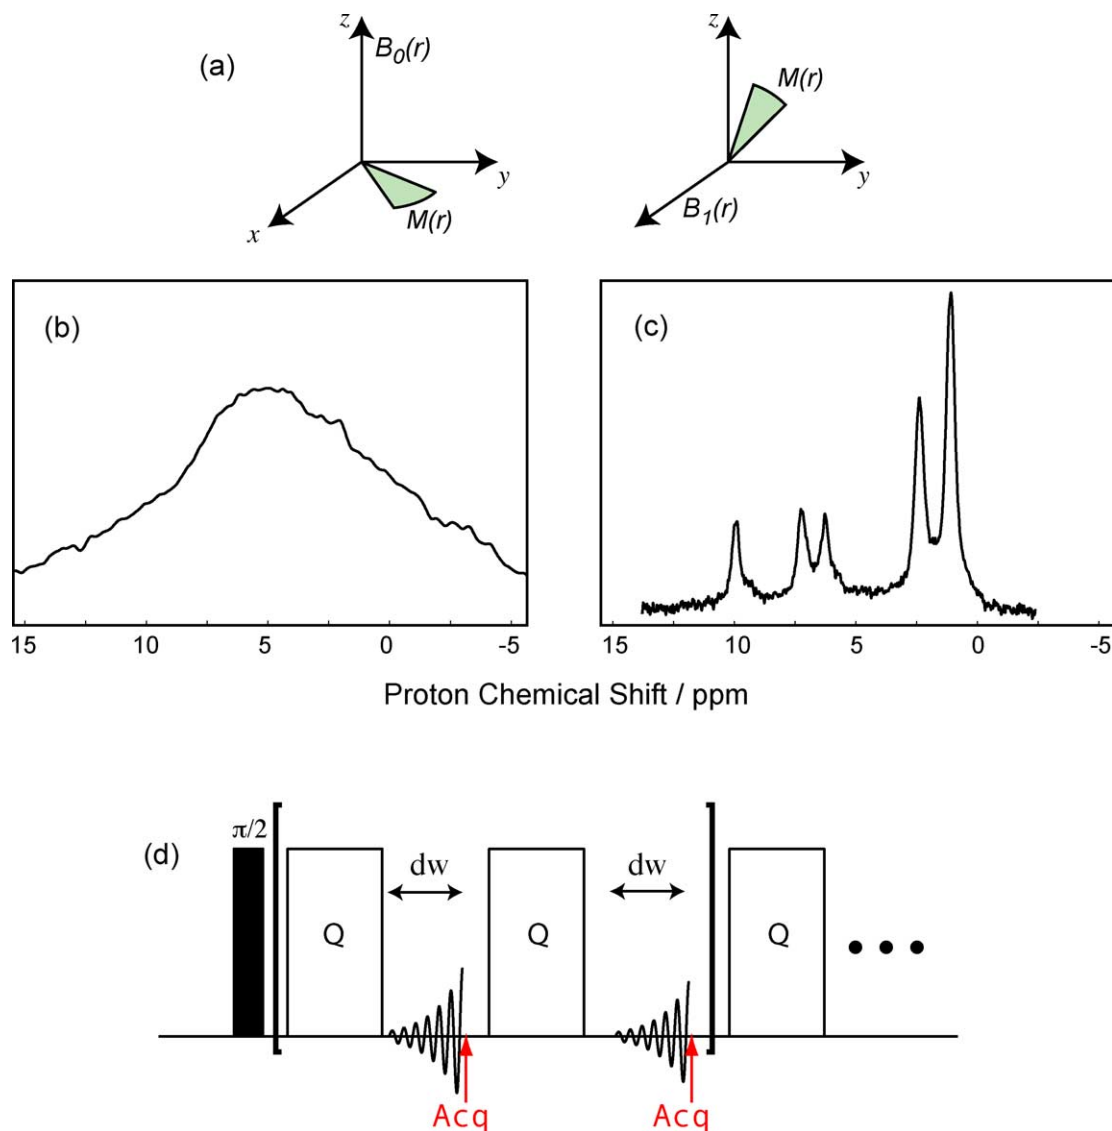 (a)
z
B₀(r)
y
x
M(r)
z
M(r)
y
B₁(r)
(b)
15 10 5 0 -5
(c)
15 10 5 0 -5
Proton Chemical Shift / ppm
(d)
π/2
Q
dw
Q
dw
Q
Acq
Acq